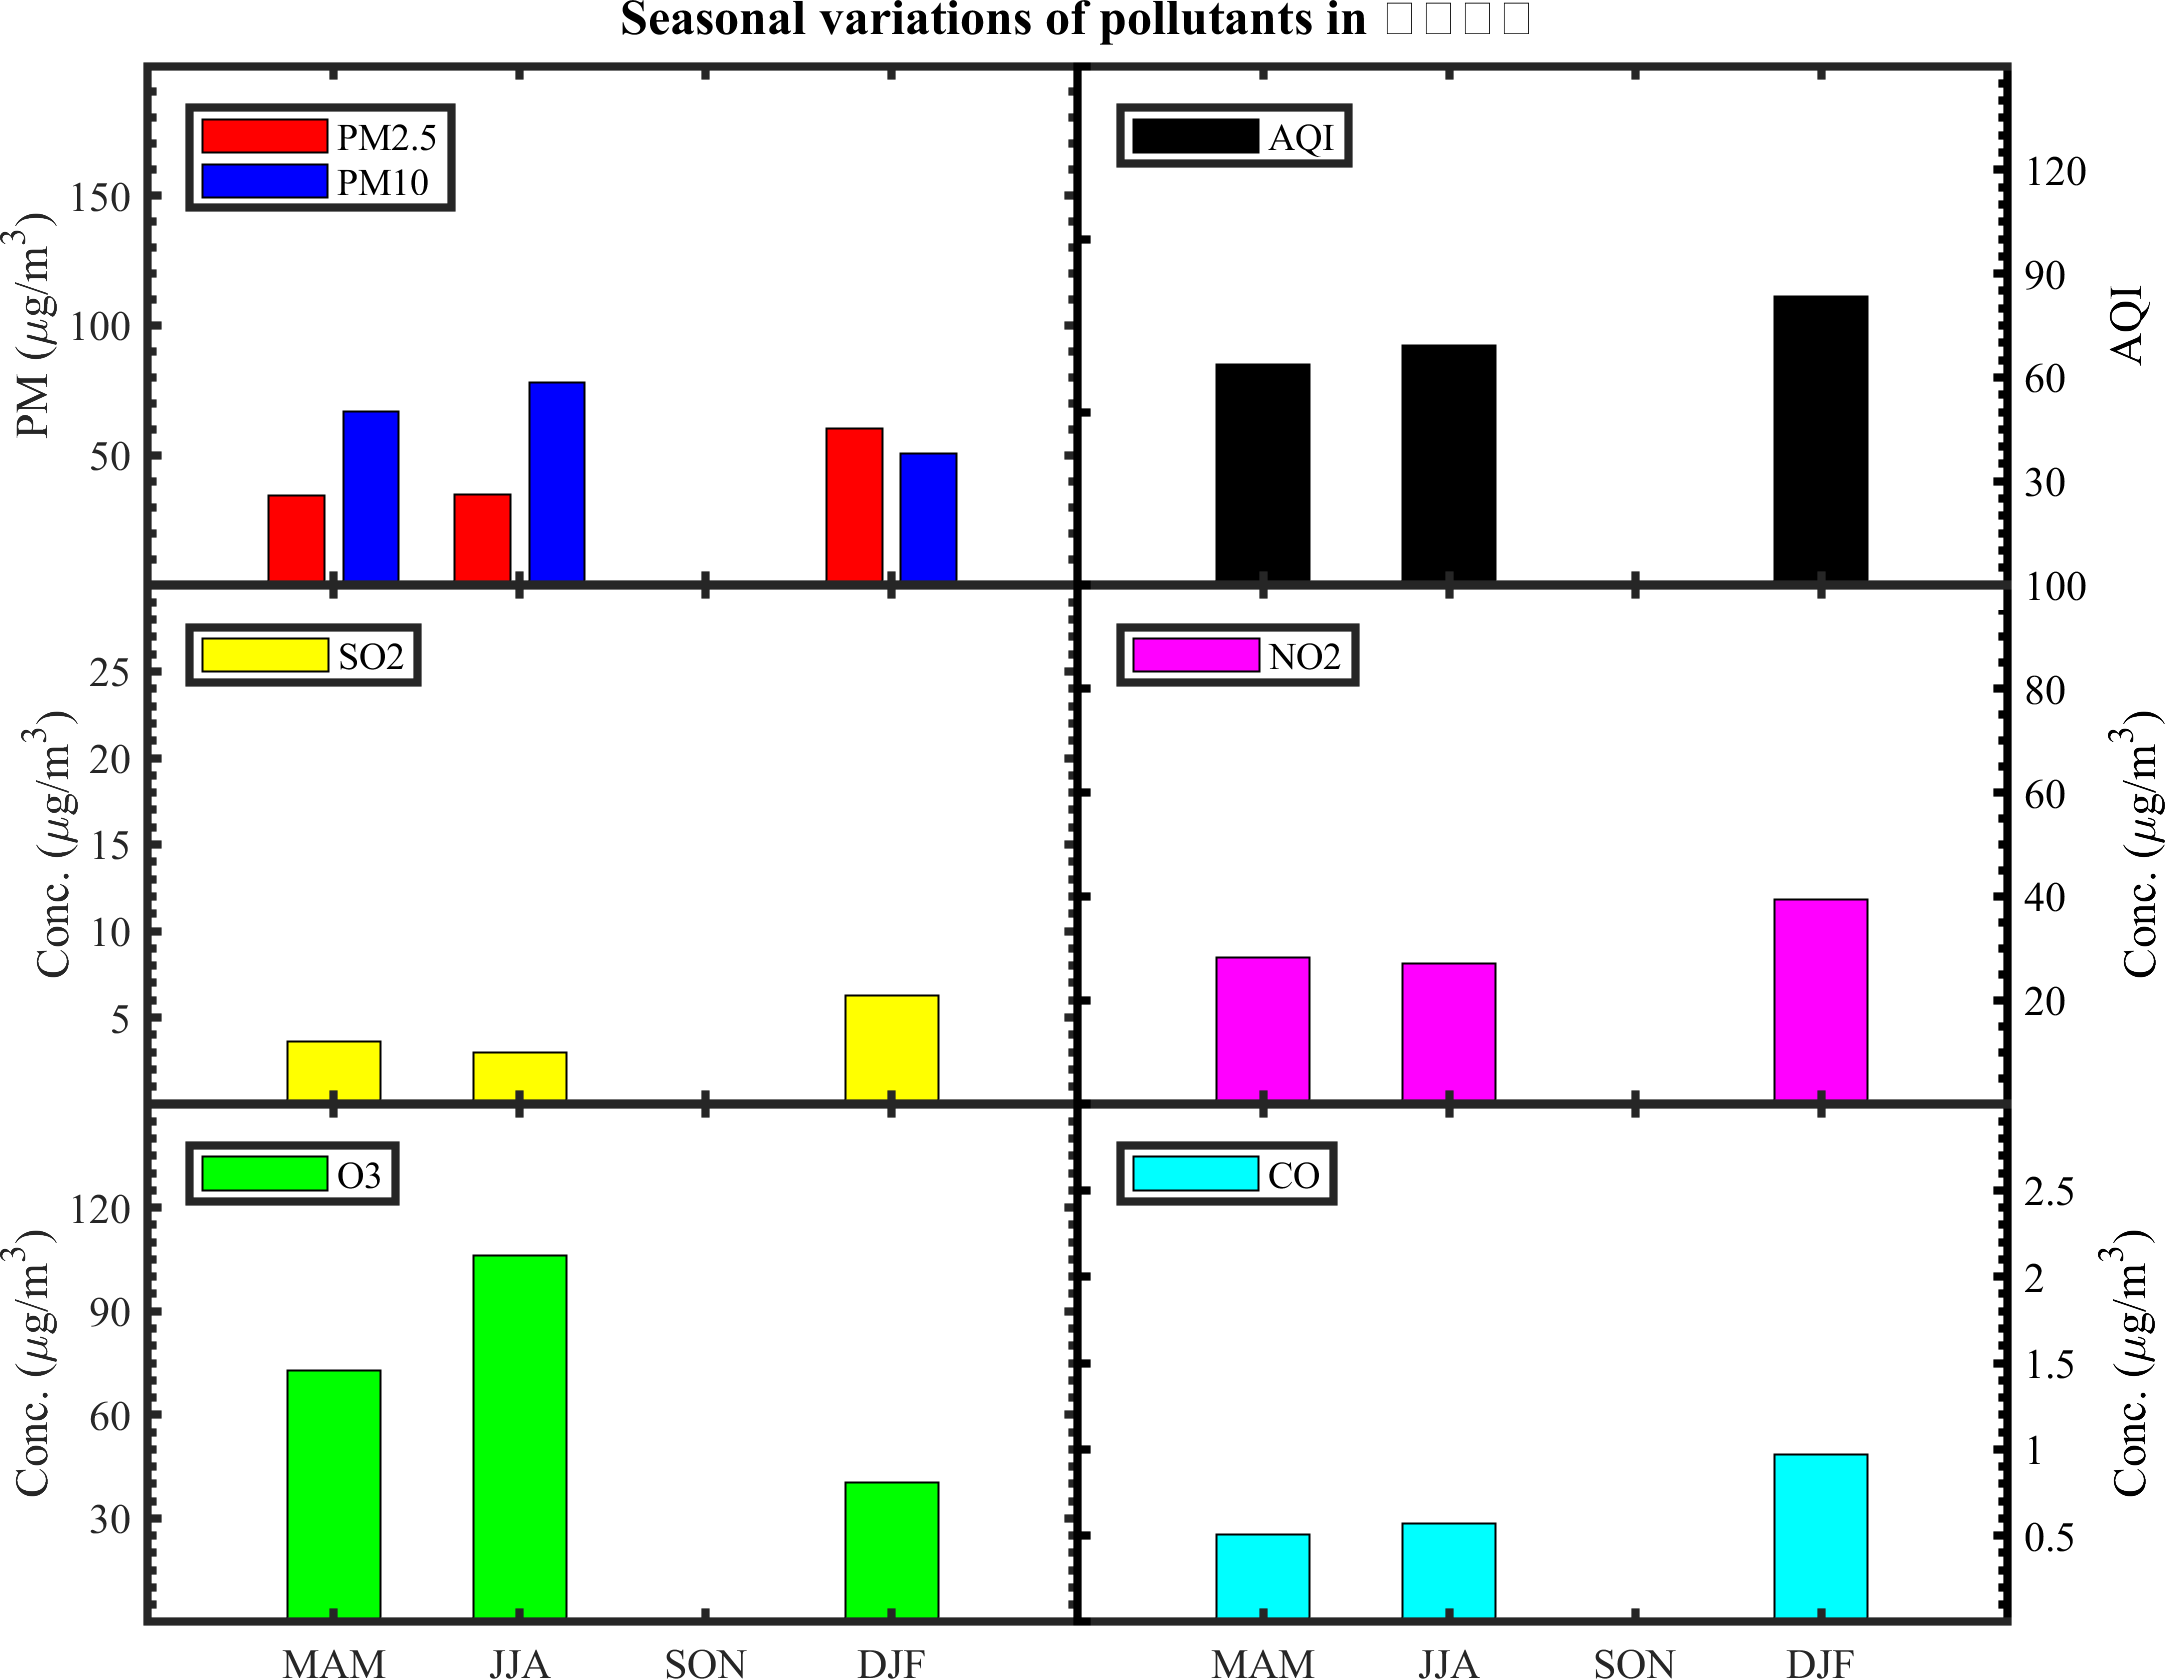 Seasonal variations of pollutants in □□□□
PM2.5
PM10
150
100
50
PM (μg/m³)
AQI
120
90
60
30
AQI
SO2
25
20
15
10
5
Conc. (μg/m³)
NO2
100
80
60
40
20
Conc. (μg/m³)
O3
120
90
60
30
Conc. (μg/m³)
MAM JJA SON DJF
CO
2.5
2
1.5
1
0.5
Conc. (μg/m³)
MAM JJA SON DJF